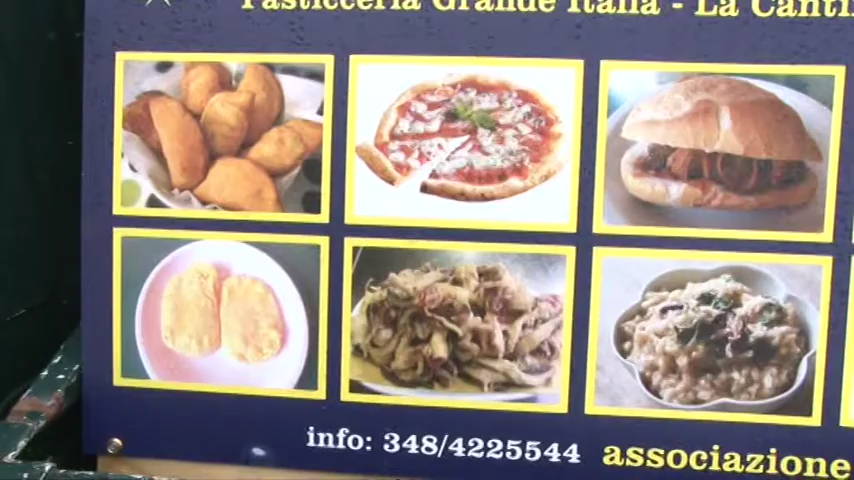 Pasticceria Grande Italia - La Canti
info: 348/4225544 associazione